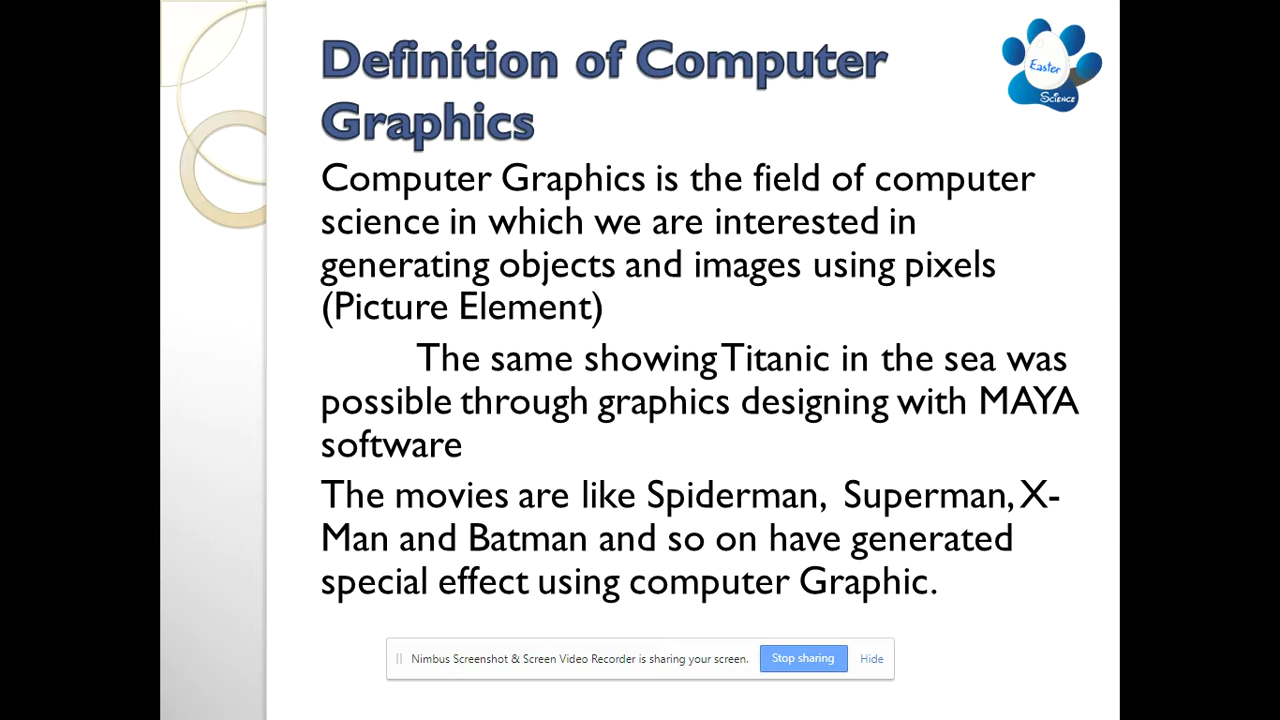 Definition of Computer
Graphics
Easter
Science
Computer Graphics is the field of computer
science in which we are interested in
generating objects and images using pixels
(Picture Element)
The same showing Titanic in the sea was
possible through graphics designing with MAYA
software
The movies are like Spiderman, Superman, X-
Man and Batman and so on have generated
special effect using computer Graphic.
Nimbus Screenshot & Screen Video Recorder is sharing your screen. Stop sharing Hide